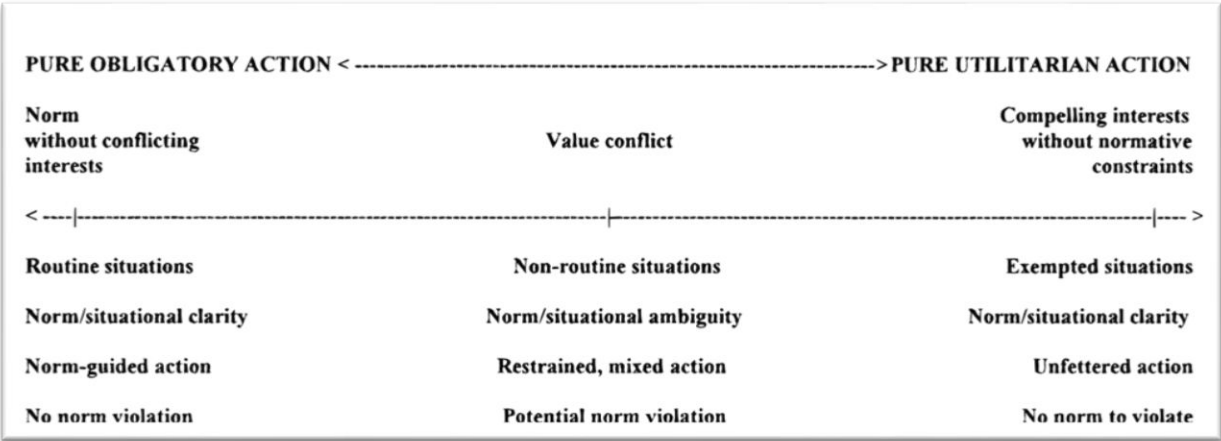 PURE OBLIGATORY ACTION < ----------------------------------------------------------------------------> PURE UTILITARIAN ACTION
Norm without conflicting interests
Value conflict
Compelling interests without normative constraints
< ----|----------------------------------------------------------------------------|----------------------------------------------------------------------------|---- >
Routine situations Non-routine situations Exempted situations
Norm/situational clarity Norm/situational ambiguity Norm/situational clarity
Norm-guided action Restrained, mixed action Unfettered action
No norm violation Potential norm violation No norm to violate